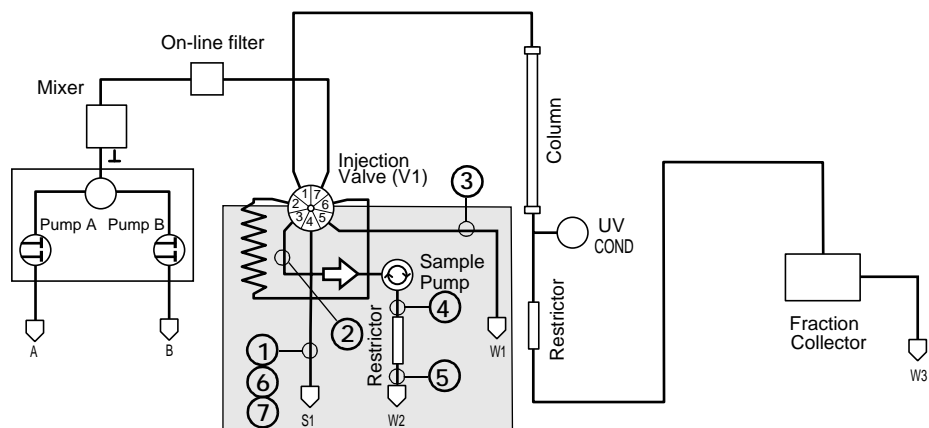 On-line filter
Mixer
Injection
Valve (V1)
Column
1 7
2 6
3 4 5
3
Pump A Pump B
UV
COND
Sample
Pump
4
2
Restrictor
Restrictor
Fraction
Collector
A
B
1
6
7
5
W1
S1
W2
W3